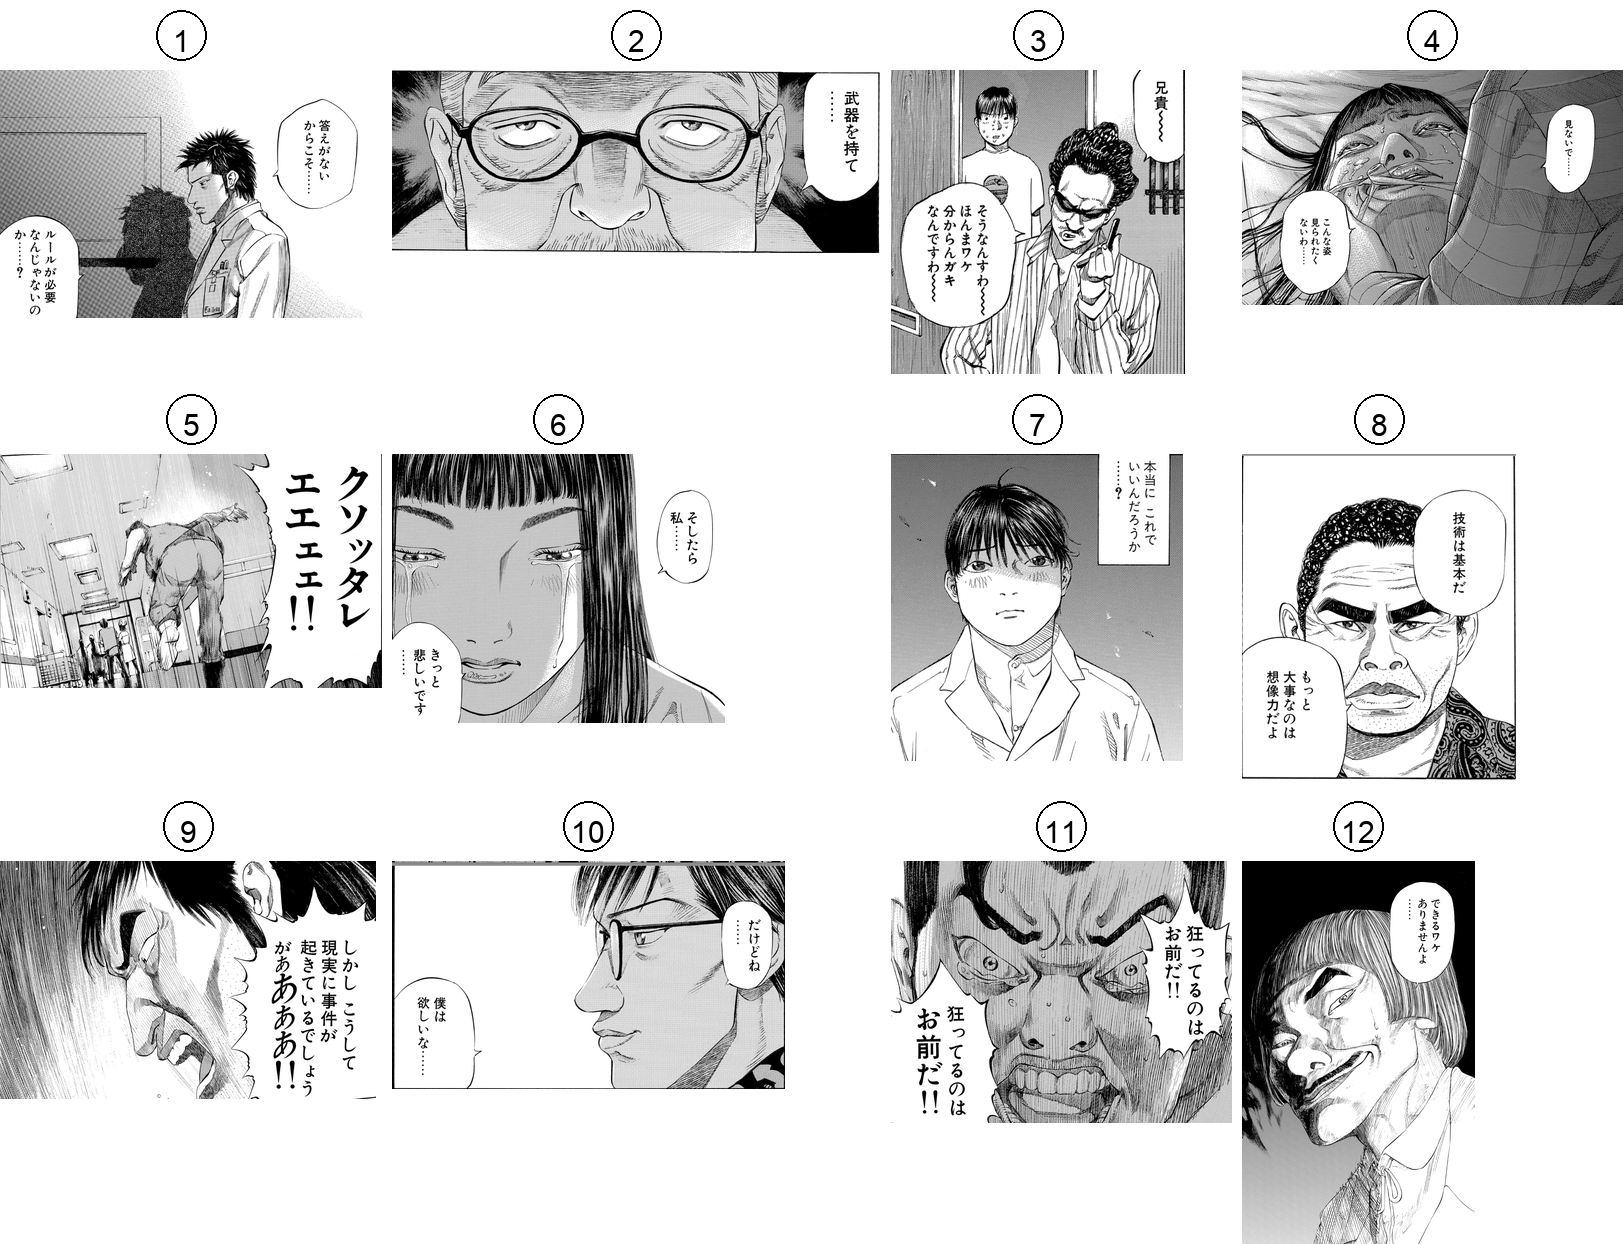 1
答えがない
からこそ……
ルールが必要
なんじゃないの
か……?
2
武器を持て
……
3
兄貴〜〜〜
そうなんすわ〜〜
ほんまワケ
分からんガキ
なんですわ〜〜
4
見ないで……
こんな姿
見られたく
ないわ……
5
クソッタレ
エエェェ!!
6
そしたら
私……
きっと
悲しいです
……
7
本当に これで
いいんだろうか
……?
8
技術は基本だ
もっと
大事なのは
想像力だよ
9
しかし こうして
現実に事件が
起きているでしょう
がぁあああ!!
10
だけどね
……
僕は
欲しいな……
11
狂ってるのは
お前だ!!
狂ってるのは
お前だ!!
12
できるワケ
ありませんよ
……